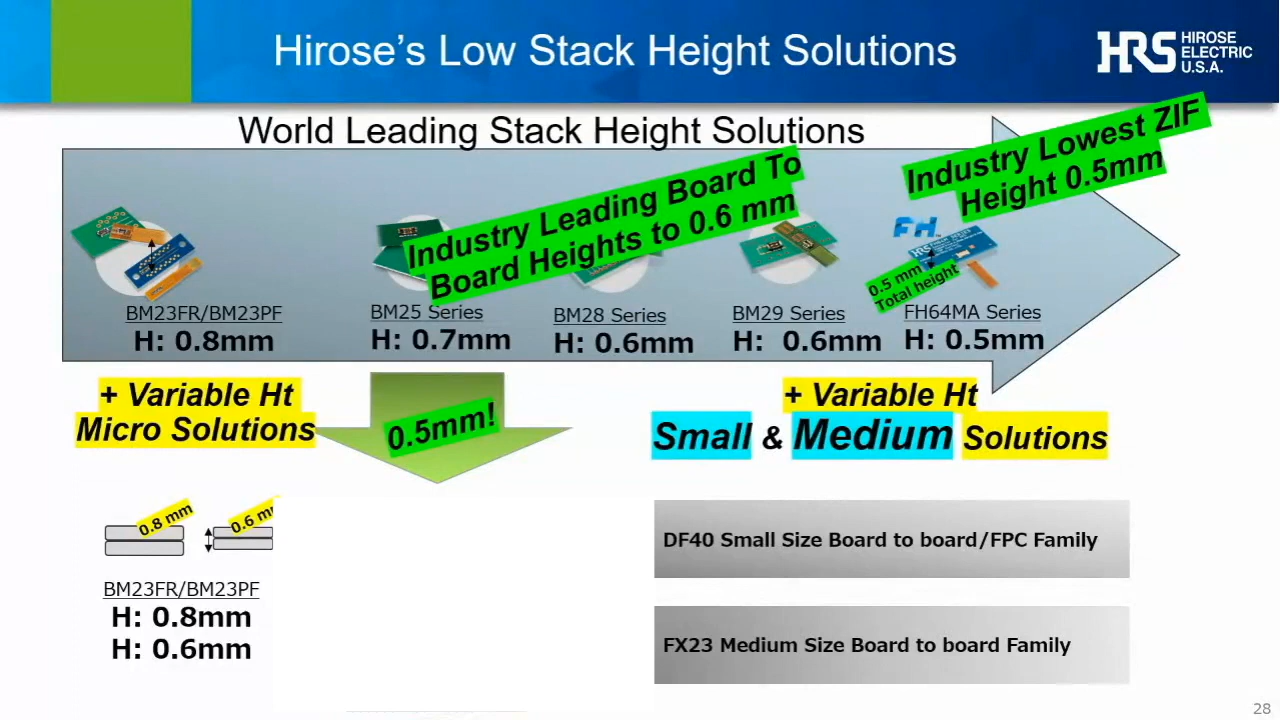 Hirose's Low Stack Height Solutions
HRS HIROSE
ELECTRIC
U.S.A.
World Leading Stack Height Solutions
Industry Leading Board To
Board Heights to 0.6 mm
Industry Lowest ZIF
Height 0.5mm
FH
0.5 mm
Total height
BM23FR/BM23PF
H: 0.8mm
BM25 Series
H: 0.7mm
BM28 Series
H: 0.6mm
BM29 Series
H: 0.6mm
FH64MA Series
H: 0.5mm
+ Variable Ht
Micro Solutions
0.5mm!
+ Variable Ht
Small & Medium Solutions
0.8 mm
0.6
BM23FR/BM23PF
H: 0.8mm
H: 0.6mm
DF40 Small Size Board to board/FPC Family
FX23 Medium Size Board to board Family
28